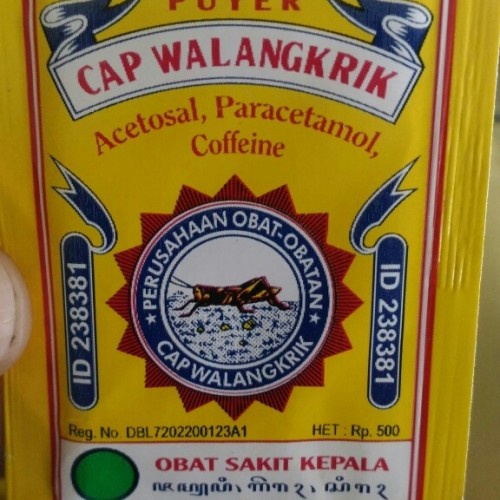 PUYER
CAP WALANGKRIK
Acetosal, Paracetamol,
Coffeine
PERUSAHAAN OBAT-OBATAN
CAP WALANGKRIK
ID 238381
ID 238381
Reg. No. DBL7202200123A1
HET : Rp. 500
OBAT SAKIT KEPALA